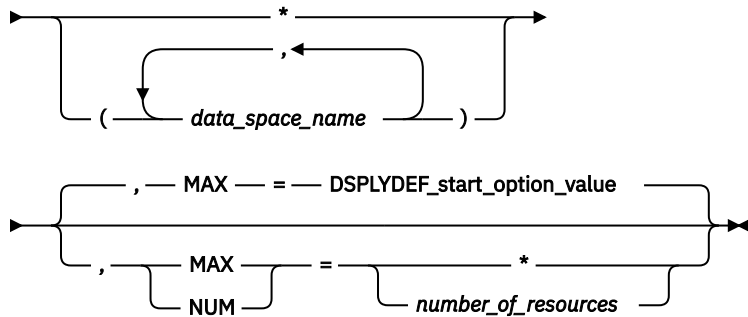 *
,
( data_space_name )
, MAX = DSPLYDEF_start_option_value
, MAX = *
NUM number_of_resources